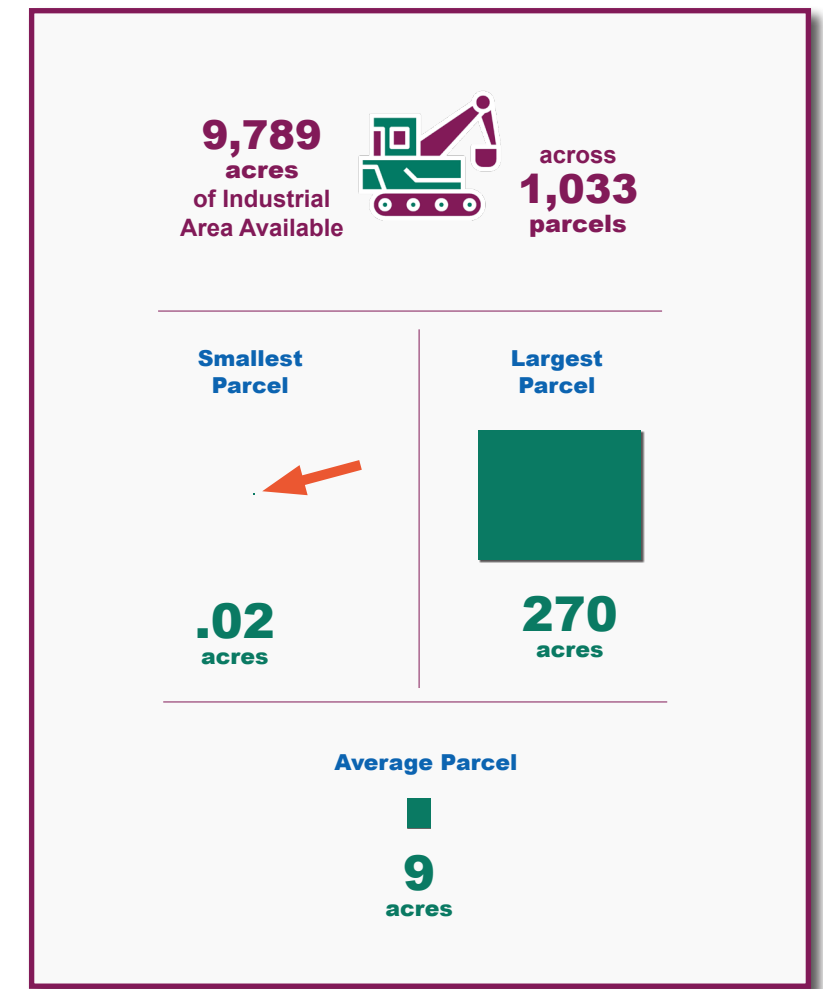 9,789
acres
of Industrial
Area Available
across
1,033
parcels
Smallest
Parcel
.02
acres
Largest
Parcel
270
acres
Average Parcel
9
acres